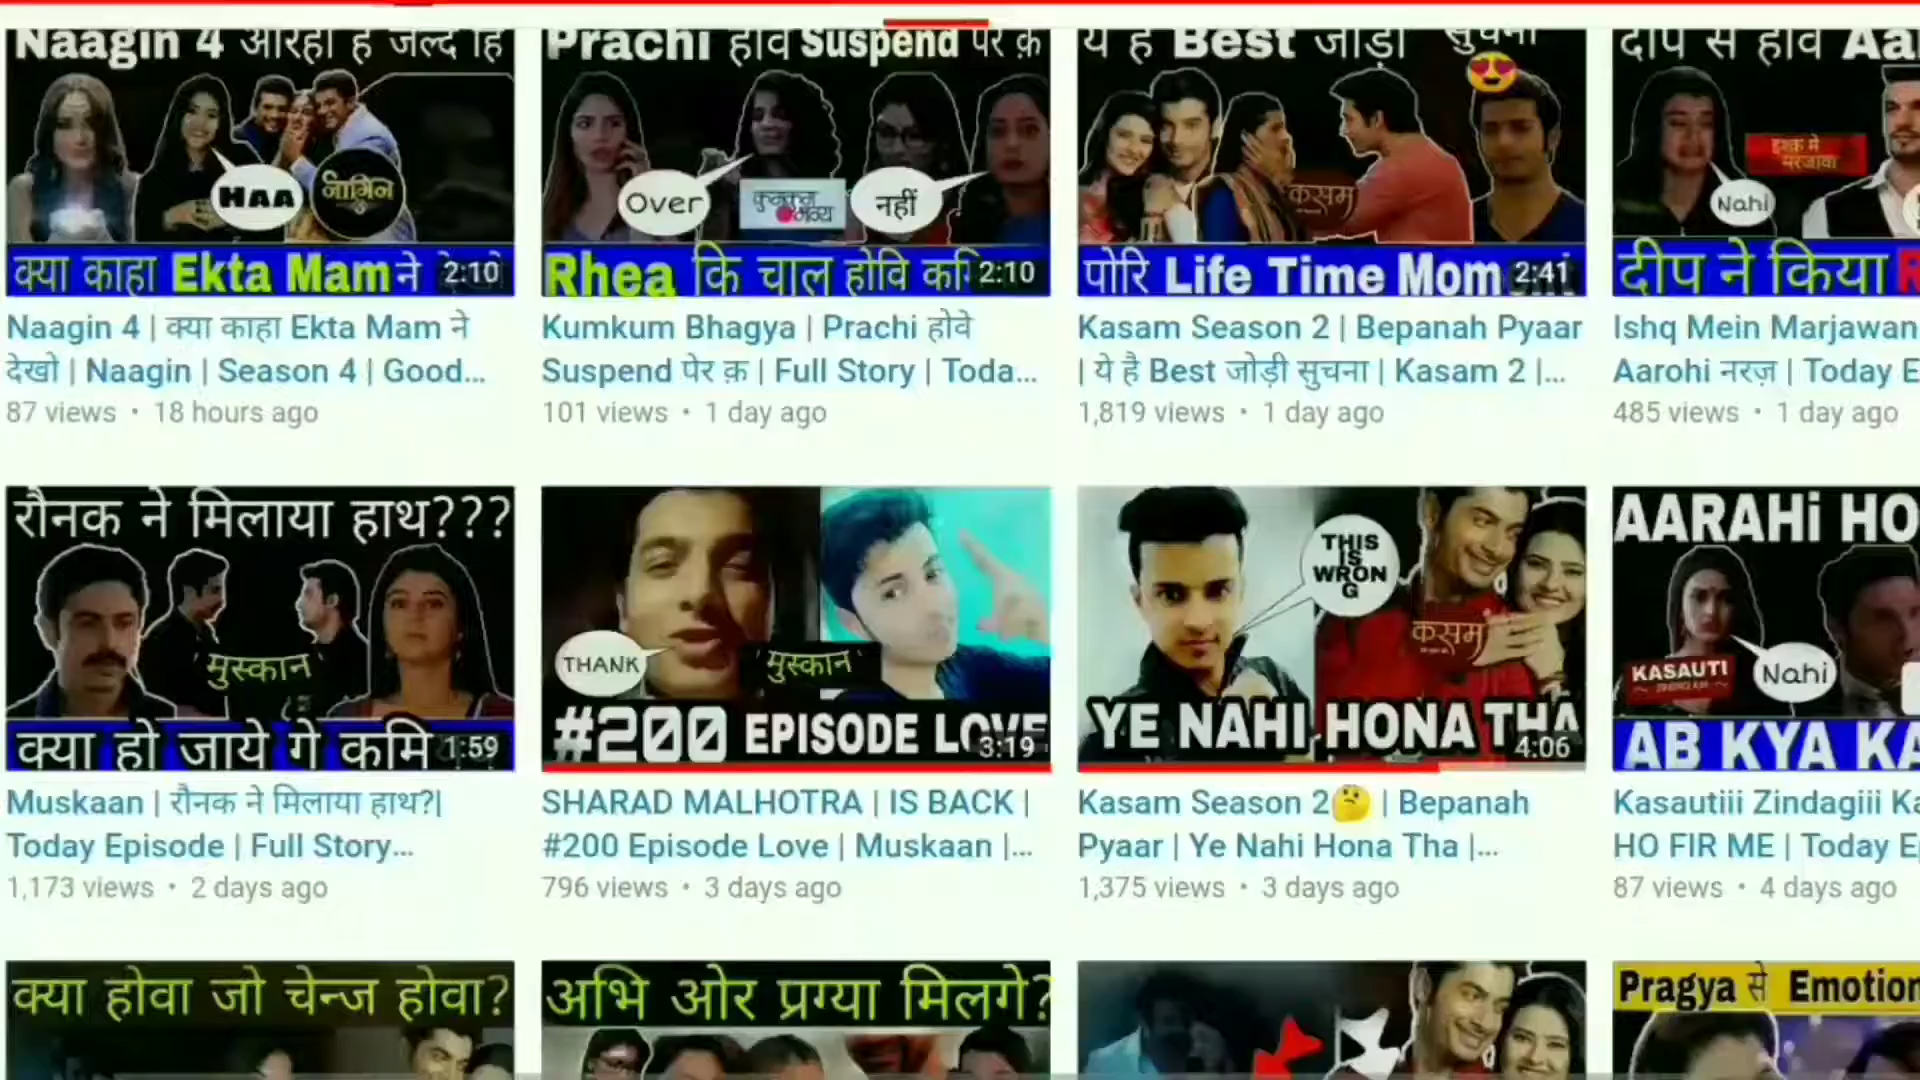 Naagin 4 आरहा है जल्द हि
HAA
नागिन
क्या काहा Ekta Mam ने
2:10
Naagin 4 | क्या काहा Ekta Mam ने
देखो | Naagin | Season 4 | Good...
87 views • 18 hours ago
Prachi होवे Suspend पेर क़
Over
कुमकुम भाग्य
नहीं
Rhea कि चाल होवि
2:10
Kumkum Bhagya | Prachi होवे
Suspend पेर क़ | Full Story | Toda...
101 views • 1 day ago
ये है Best जोड़ी सुचना
कसम
पोरि Life Time Mom
2:41
Kasam Season 2 | Bepanah Pyaar
| ये है Best जोड़ी सुचना | Kasam 2 |...
1,819 views • 1 day ago
दीप से होवे Aa
इश्क़ में मरजावां
Nahi
दीप ने किया R
Ishq Mein Marjawan
Aarohi नरज़ | Today E
485 views • 1 day ago
रौनक ने मिलाया हाथ???
मुस्कान
क्या हो जाये गे कमि
1:59
Muskaan | रौनक ने मिलाया हाथ?|
Today Episode | Full Story...
1,173 views • 2 days ago
THANK
मुस्कान
#200 EPISODE LOVE
3:19
SHARAD MALHOTRA | IS BACK |
#200 Episode Love | Muskaan |...
796 views • 3 days ago
THIS
IS
WRON
G
कसम
YE NAHI HONA THA
4:06
Kasam Season 2🤔 | Bepanah
Pyaar | Ye Nahi Hona Tha |...
1,375 views • 3 days ago
AARAHi HO
KASAUTI
Nahi
AB KYA KA
Kasautiii Zindagiii Ka
HO FIR ME | Today E
87 views • 4 days ago
क्या होवा जो चेन्ज होवा?
अभि ओर प्रग्या मिलगे?
Pragya से Emotion